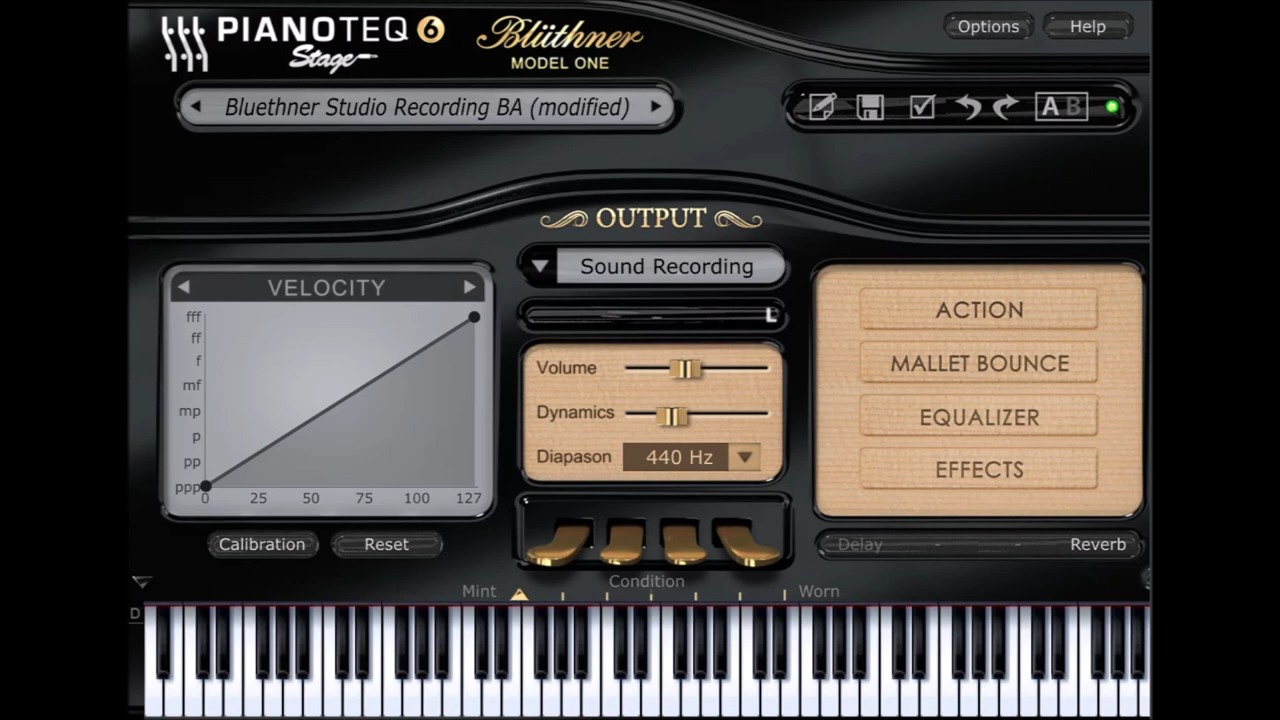 PIANOTEQ 6
Stage
Blüthner
MODEL ONE
Options
Help
Bluethner Studio Recording BA (modified)
A B
OUTPUT
VELOCITY
fff
ff
f
mf
mp
p
pp
ppp
0 25 50 75 100 127
Calibration
Reset
Sound Recording
L
Volume
Dynamics
Diapason 440 Hz
ACTION
MALLET BOUNCE
EQUALIZER
EFFECTS
Delay
Reverb
Mint
Condition
Worn
D